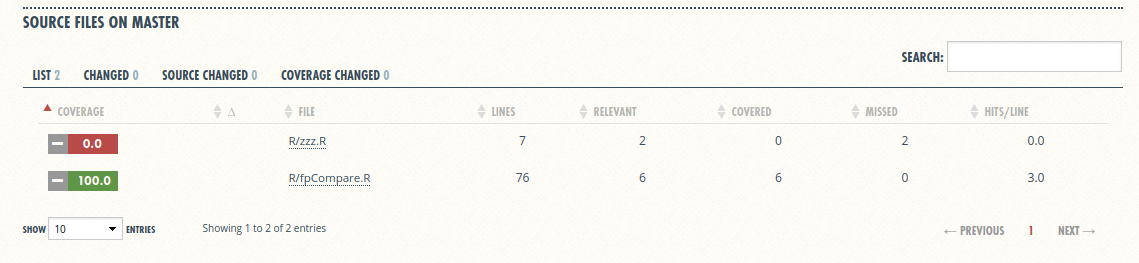 SOURCE FILES ON MASTER
SEARCH:
LIST 2 CHANGED 0 SOURCE CHANGED 0 COVERAGE CHANGED 0
COVERAGE Δ FILE LINES RELEVANT COVERED MISSED HITS/LINE
0.0 R/zzz.R 7 2 0 2 0.0
100.0 R/fpCompare.R 76 6 6 0 3.0
SHOW 10 ENTRIES Showing 1 to 2 of 2 entries ← PREVIOUS 1 NEXT →